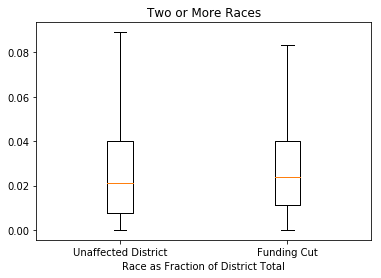 Two or More Races
0.08
0.06
0.04
0.02
0.00
Unaffected District
Funding Cut
Race as Fraction of District Total